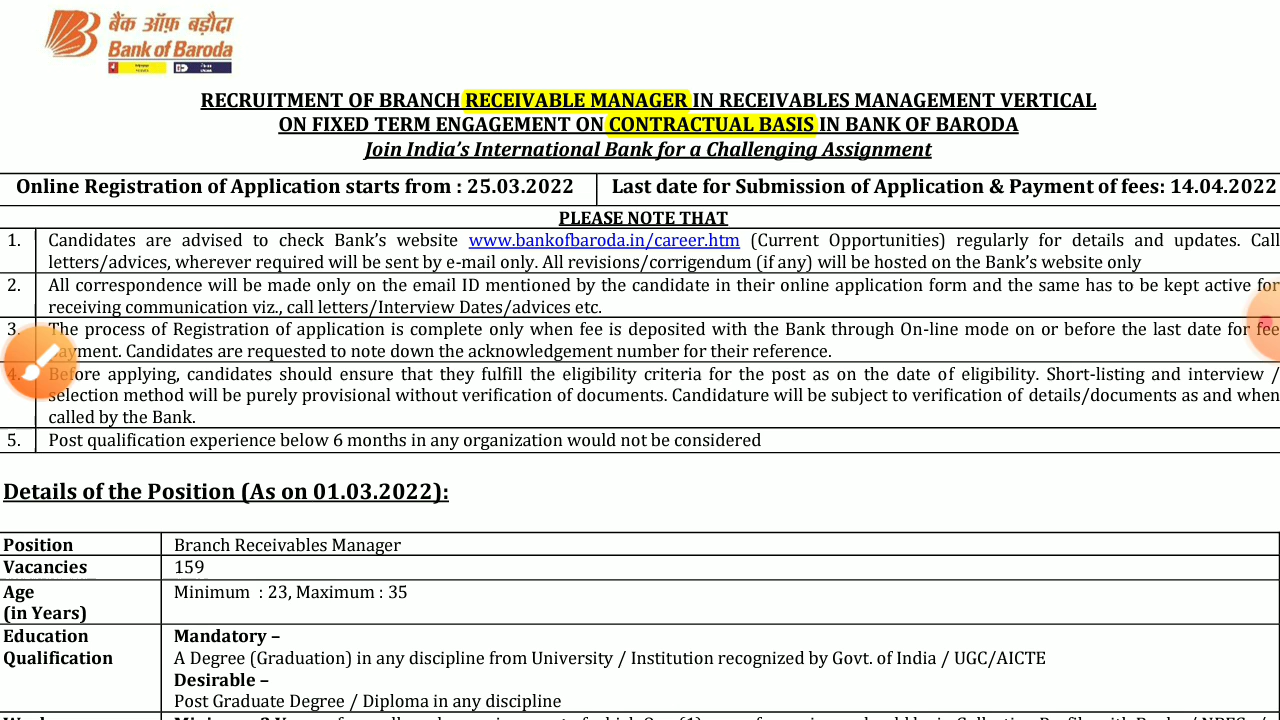 बैंक ऑफ़ बड़ौदा
Bank of Baroda
RECRUITMENT OF BRANCH RECEIVABLE MANAGER IN RECEIVABLES MANAGEMENT VERTICAL
ON FIXED TERM ENGAGEMENT ON CONTRACTUAL BASIS IN BANK OF BARODA
Join India's International Bank for a Challenging Assignment
Online Registration of Application starts from : 25.03.2022 Last date for Submission of Application & Payment of fees: 14.04.2022
PLEASE NOTE THAT
1. Candidates are advised to check Bank's website www.bankofbaroda.in/career.htm (Current Opportunities) regularly for details and updates. Call
letters/advices, wherever required will be sent by e-mail only. All revisions/corrigendum (if any) will be hosted on the Bank's website only
2. All correspondence will be made only on the email ID mentioned by the candidate in their online application form and the same has to be kept active for
receiving communication viz., call letters/Interview Dates/advices etc.
3. The process of Registration of application is complete only when fee is deposited with the Bank through On-line mode on or before the last date for fee
payment. Candidates are requested to note down the acknowledgement number for their reference.
4. Before applying, candidates should ensure that they fulfill the eligibility criteria for the post as on the date of eligibility. Short-listing and interview /
selection method will be purely provisional without verification of documents. Candidature will be subject to verification of details/documents as and when
called by the Bank.
5. Post qualification experience below 6 months in any organization would not be considered
Details of the Position (As on 01.03.2022):
Position Branch Receivables Manager
Vacancies 159
Age Minimum : 23, Maximum : 35
(in Years)
Education Mandatory –
Qualification A Degree (Graduation) in any discipline from University / Institution recognized by Govt. of India / UGC/AICTE
Desirable –
Post Graduate Degree / Diploma in any discipline